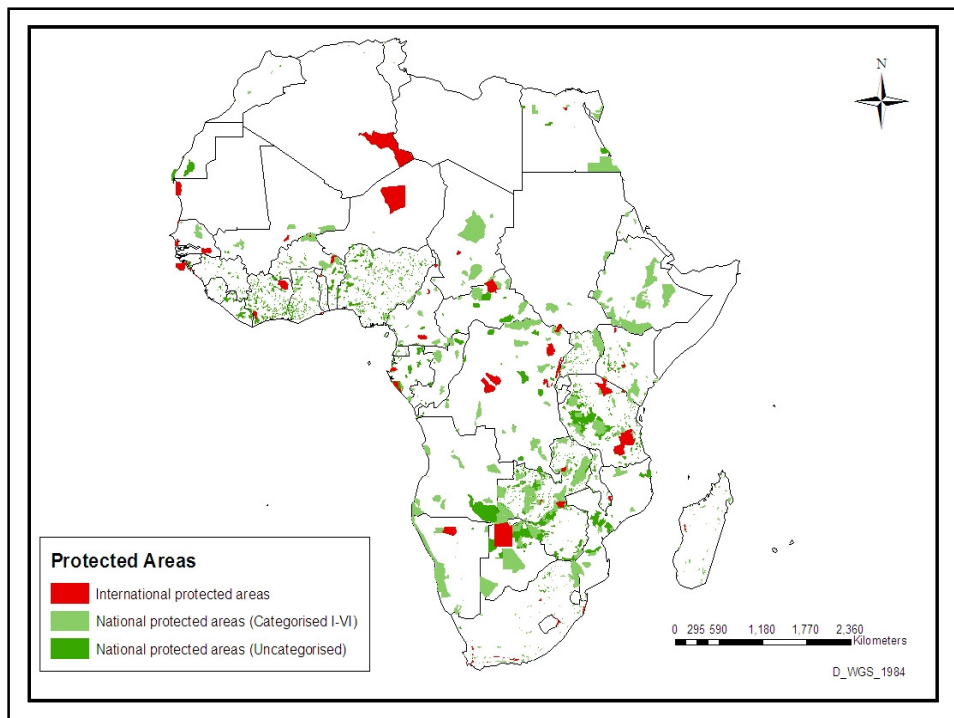 N
Protected Areas
International protected areas
National protected areas (Categorised I-VI)
National protected areas (Uncategorised)
0 295 590 1,180 1,770 2,360
Kilometers
D_WGS_1984